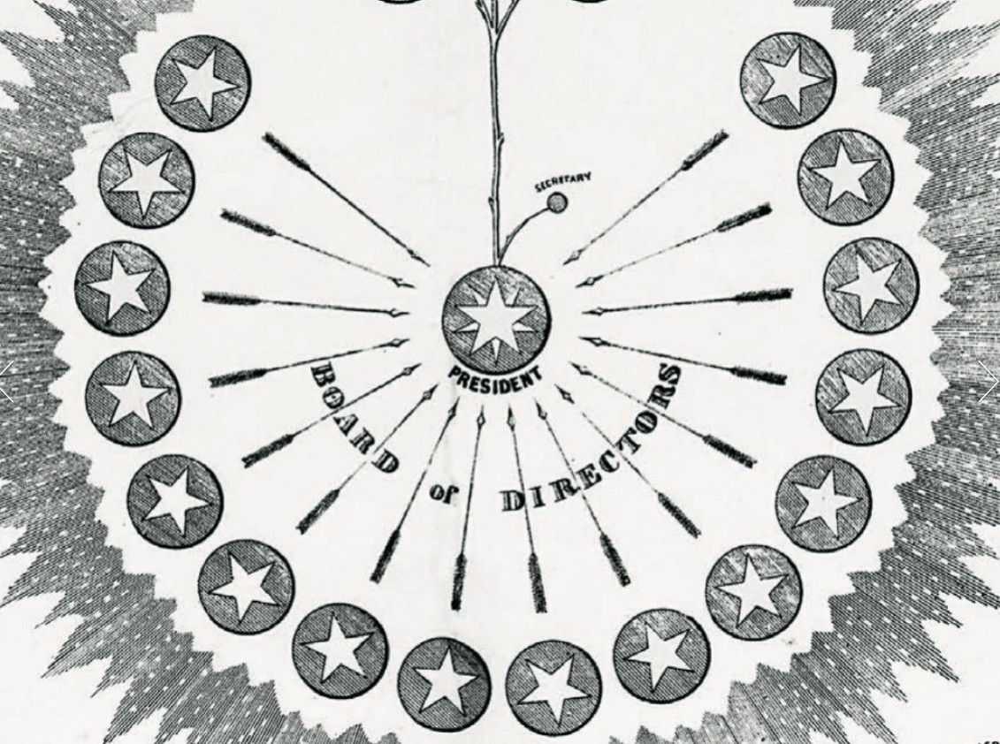 SECRETARY
PRESIDENT
BOARD of DIRECTORS